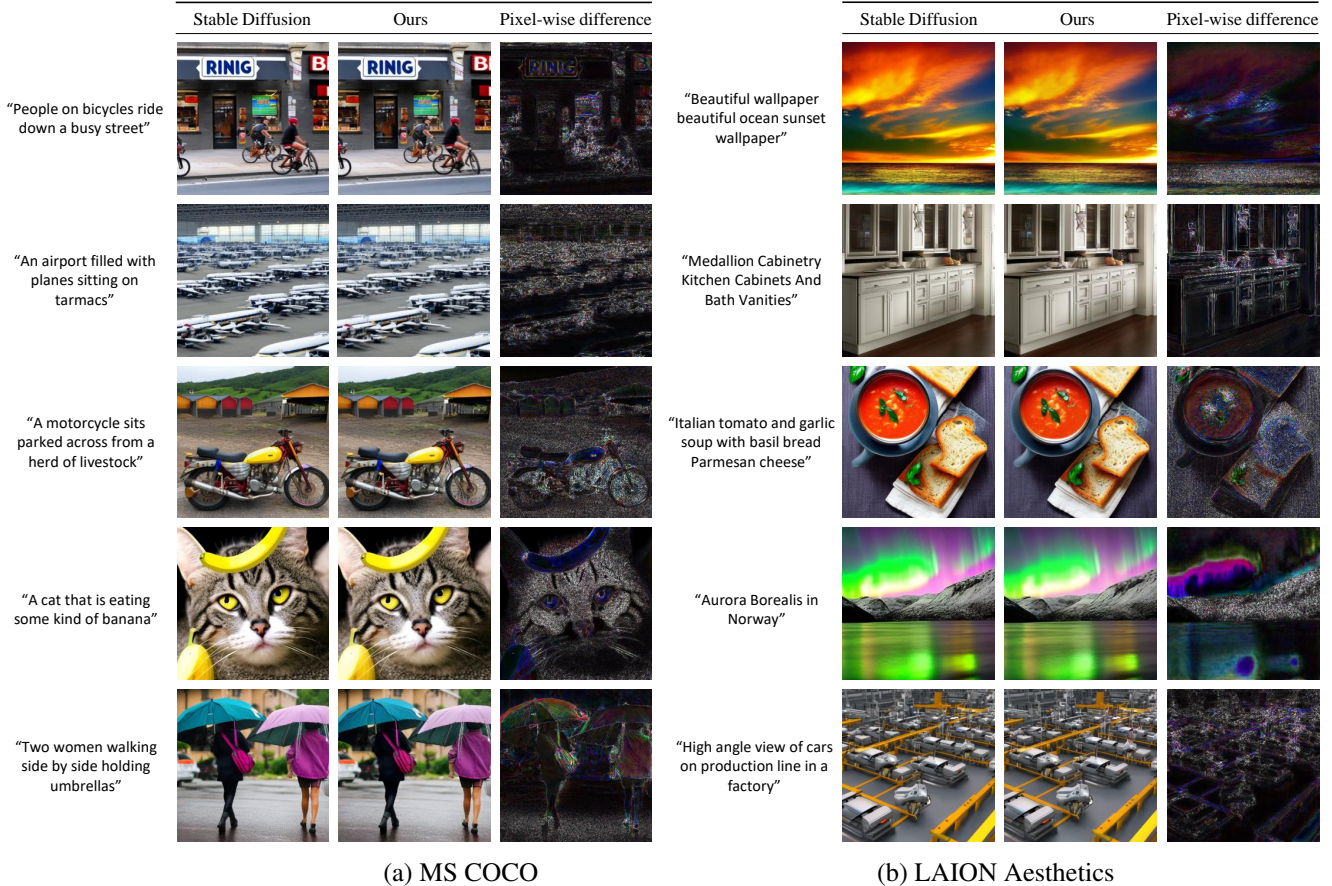 Stable Diffusion
Ours
Pixel-wise difference
“People on bicycles ride
down a busy street”
RINIG
RINIG
“An airport filled with
planes sitting on
tarmacs”
“A motorcycle sits
parked across from a
herd of livestock”
“A cat that is eating
some kind of banana”
“Two women walking
side by side holding
umbrellas”
(a) MS COCO
Stable Diffusion
Ours
Pixel-wise difference
“Beautiful wallpaper
beautiful ocean sunset
wallpaper”
“Medallion Cabinetry
Kitchen Cabinets And
Bath Vanities”
“Italian tomato and garlic
soup with basil bread
Parmesan cheese”
“Aurora Borealis in
Norway”
“High angle view of cars
on production line in a
factory”
(b) LAION Aesthetics